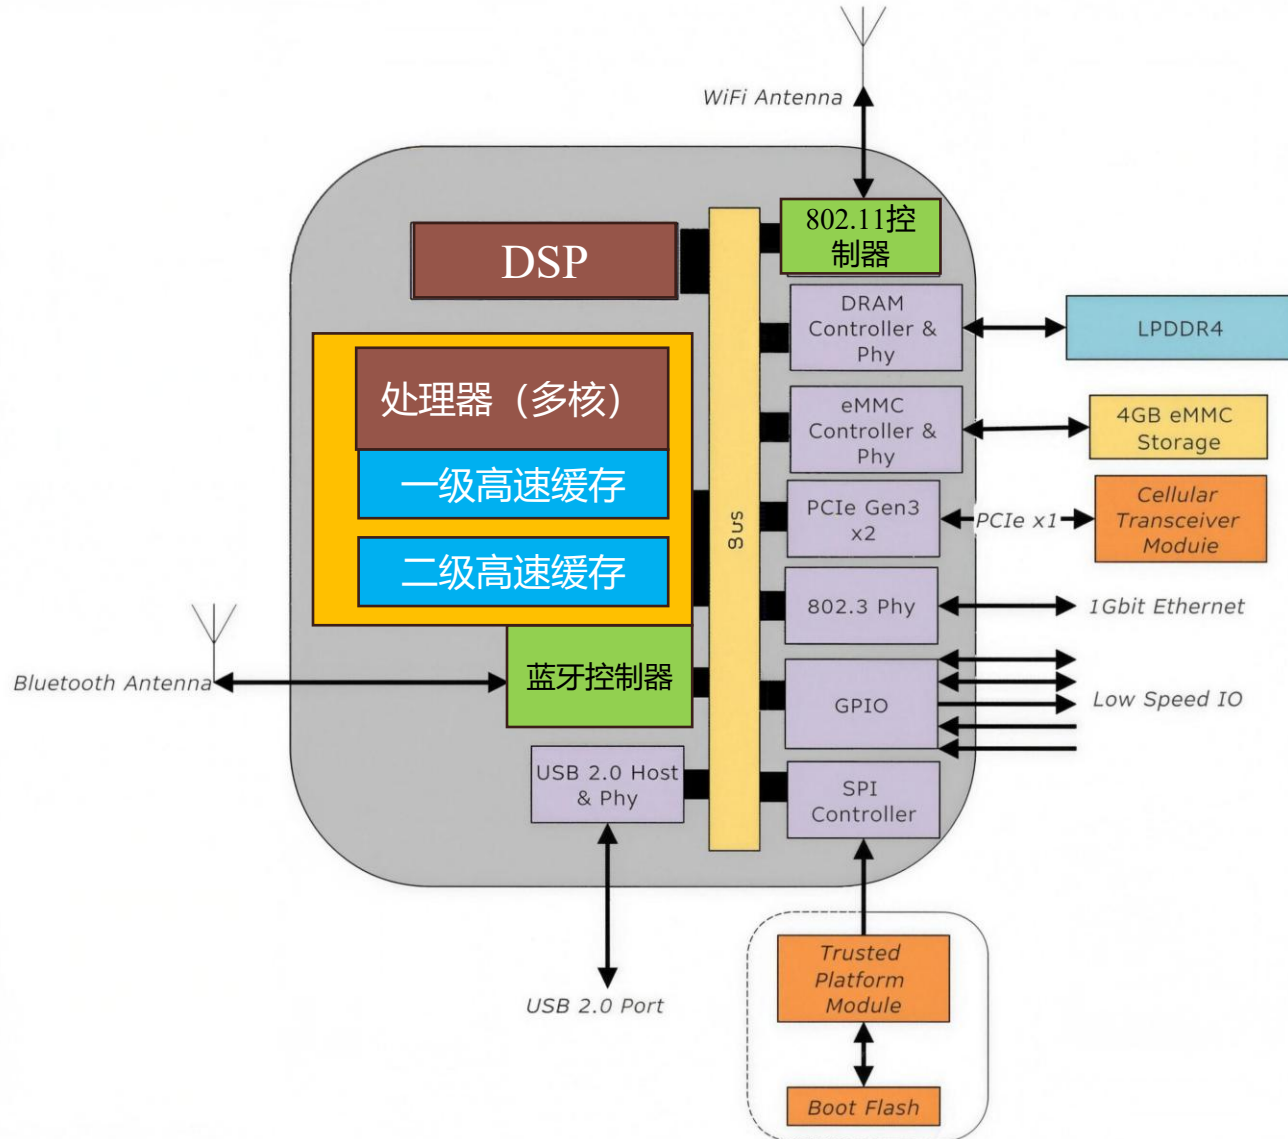 WiFi Antenna
802.11控
制器
DSP
DRAM
Controller &
Phy
LPDDR4
处理器（多核）
eMMC
Controller &
Phy
4GB eMMC
Storage
一级高速缓存
PCIe Gen3
x2
PCIe x1
Cellular
Transceiver
Moduie
Bus
二级高速缓存
802.3 Phy
1Gbit Ethernet
Bluetooth Antenna
蓝牙控制器
GPIO
Low Speed IO
USB 2.0 Host
& Phy
SPI
Controller
USB 2.0 Port
Trusted
Platform
Module
Boot Flash